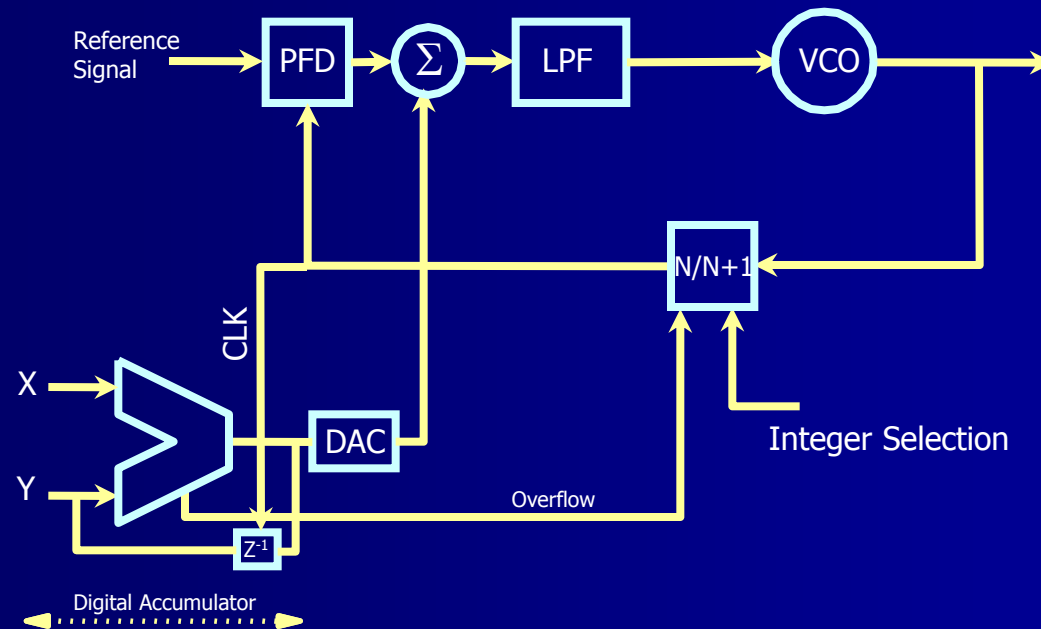 Reference
Signal
PFD
Σ
LPF
VCO
N/N+1
CLK
X
DAC
Integer Selection
Y
Overflow
Z-1
Digital Accumulator